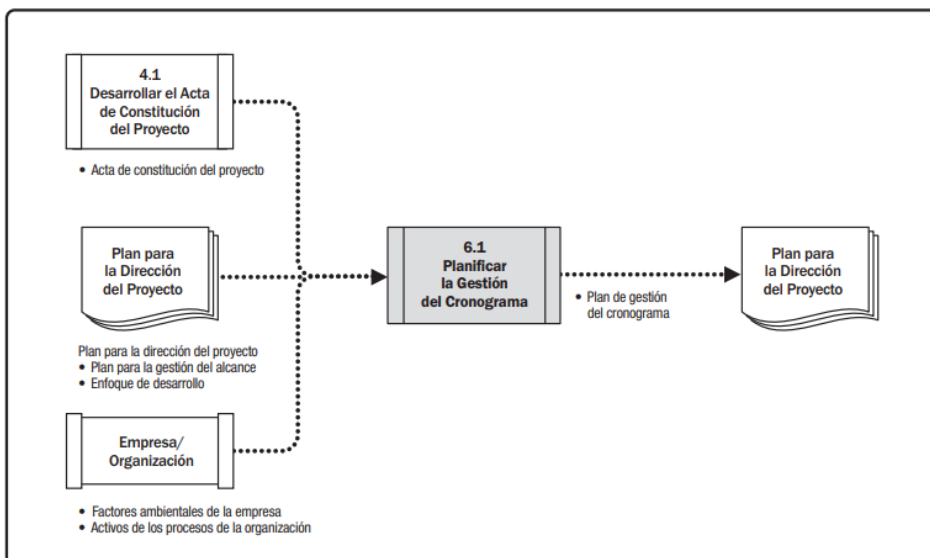 4.1
Desarrollar el Acta
de Constitución
del Proyecto
• Acta de constitución del proyecto
Plan para
la Dirección
del Proyecto
Plan para la dirección del proyecto
• Plan para la gestión del alcance
• Enfoque de desarrollo
Empresa/
Organización
• Factores ambientales de la empresa
• Activos de los procesos de la organización
6.1
Planificar
la Gestión
del Cronograma
• Plan de gestión
del cronograma
Plan para
la Dirección
del Proyecto